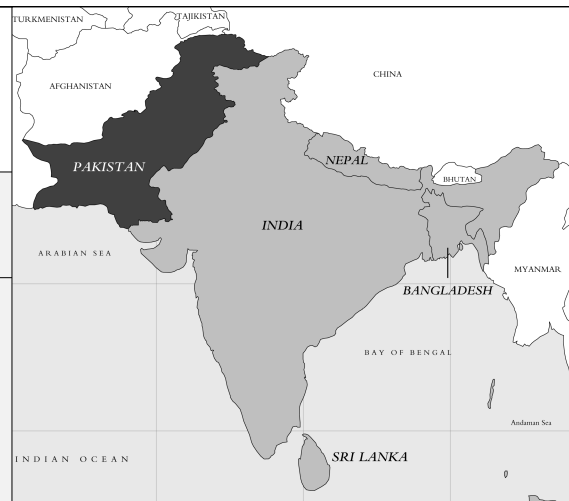 TURKMENISTAN
TAJIKISTAN
CHINA
AFGHANISTAN
NEPAL
PAKISTAN
BHUTAN
INDIA
ARABIAN SEA
MYANMAR
BANGLADESH
BAY OF BENGAL
Andaman Sea
SRI LANKA
INDIAN OCEAN